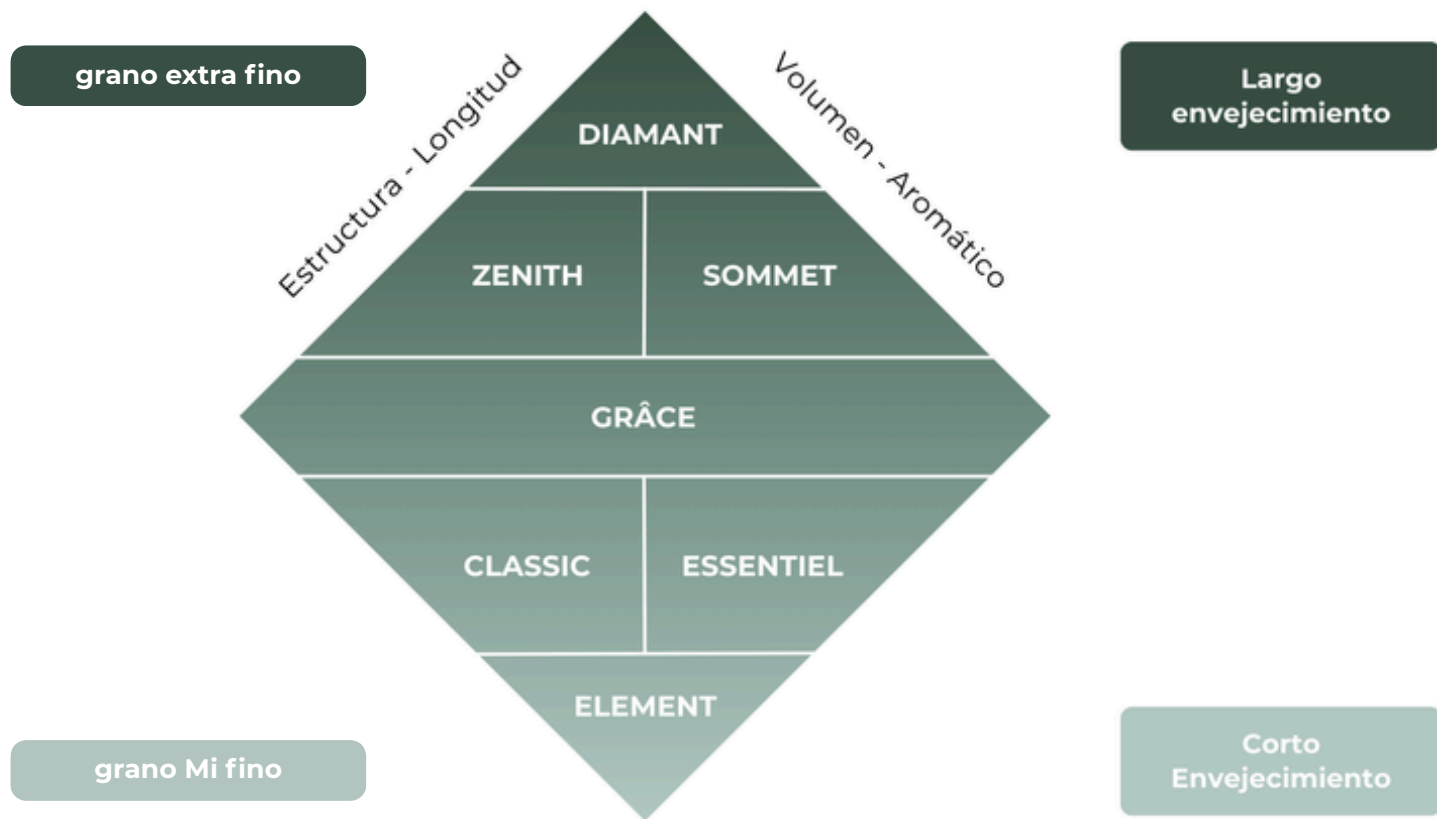 grano extra fino
Estructura - Longitud
Volumen - Aromático
Largo
envejecimiento
DIAMANT
ZENITH
SOMMET
GRÂCE
CLASSIC
ESSENTIEL
ELEMENT
grano Mi fino
Corto
Envejecimiento